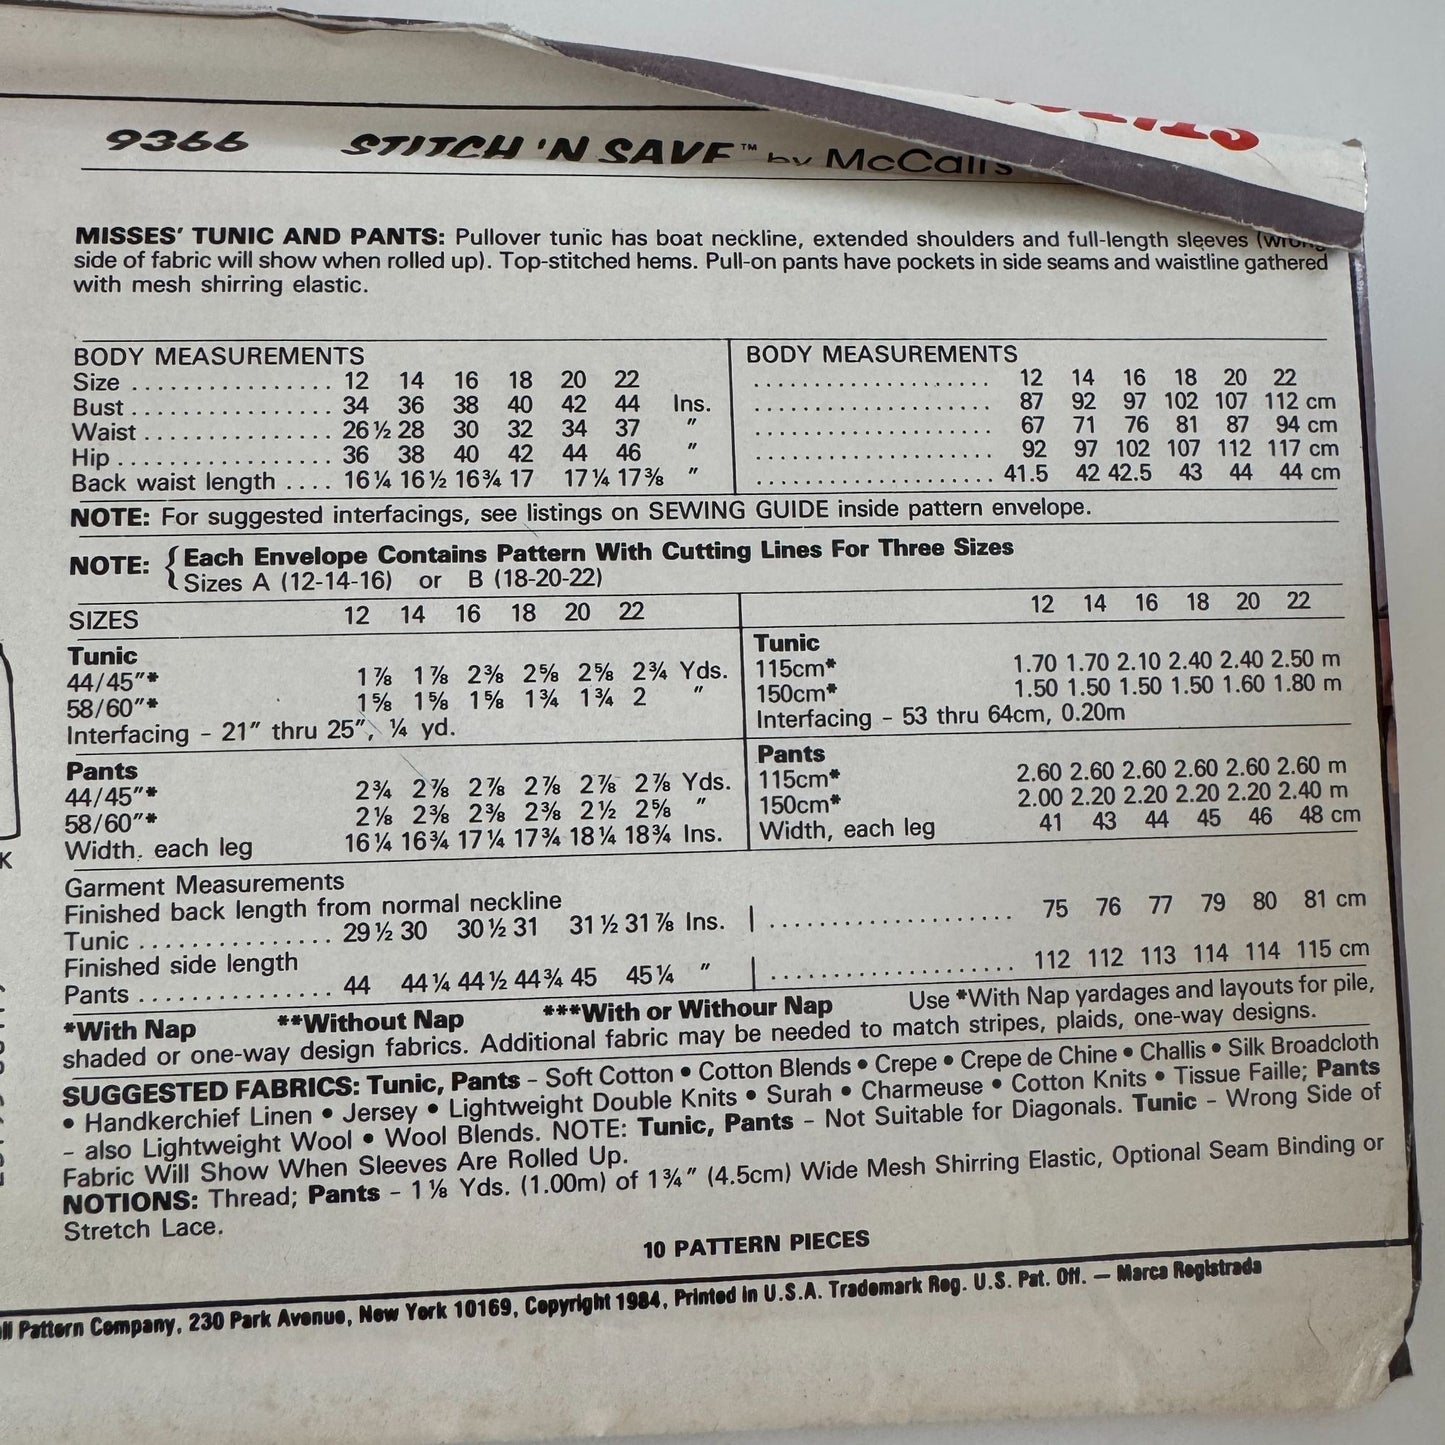 9366 STITCH 'N SAVE™ by McCall's
MISSES' TUNIC AND PANTS: Pullover tunic has boat neckline, extended shoulders and full-length sleeves (wrong
side of fabric will show when rolled up). Top-stitched hems. Pull-on pants have pockets in side seams and waistline gathered
with mesh shirring elastic.
BODY MEASUREMENTS
Size ................ 12 14 16 18 20 22
Bust ................ 34 36 38 40 42 44 Ins.
Waist ............... 26½ 28 30 32 34 37 "
Hip ................. 36 38 40 42 44 46 "
Back waist length .... 16¼ 16½ 16¾ 17 17¼ 17⅜ "
BODY MEASUREMENTS
.................... 12 14 16 18 20 22
.................... 87 92 97 102 107 112 cm
.................... 67 71 76 81 87 94 cm
.................... 92 97 102 107 112 117 cm
.................... 41.5 42 42.5 43 44 44 cm
NOTE: For suggested interfacings, see listings on SEWING GUIDE inside pattern envelope.
NOTE: { Each Envelope Contains Pattern With Cutting Lines For Three Sizes
Sizes A (12-14-16) or B (18-20-22)
SIZES 12 14 16 18 20 22
Tunic
44/45"* 1⅞ 1⅞ 2⅜ 2⅝ 2⅝ 2¾ Yds.
58/60"* 1⅝ 1⅝ 1⅝ 1¾ 1¾ 2 "
Interfacing - 21" thru 25", ¼ yd.
Pants
44/45"* 2¾ 2⅞ 2⅞ 2⅞ 2⅞ 2⅞ Yds.
58/60"* 2⅛ 2⅜ 2⅜ 2⅜ 2½ 2⅝ "
Width, each leg 16¼ 16¾ 17¼ 17¾ 18¼ 18¾ Ins.
12 14 16 18 20 22
Tunic
115cm* 1.70 1.70 2.10 2.40 2.40 2.50 m
150cm* 1.50 1.50 1.50 1.50 1.60 1.80 m
Interfacing - 53 thru 64cm, 0.20m
Pants
115cm* 2.60 2.60 2.60 2.60 2.60 2.60 m
150cm* 2.00 2.20 2.20 2.20 2.20 2.40 m
Width, each leg 41 43 44 45 46 48 cm
Garment Measurements
Finished back length from normal neckline
Tunic ............... 29½ 30 30½ 31 31½ 31⅞ Ins. | ................... 75 76 77 79 80 81 cm
Finished side length
Pants ............... 44 44¼ 44½ 44¾ 45 45¼ " | ................... 112 112 113 114 114 115 cm
*With Nap **Without Nap ***With or Withour Nap Use *With Nap yardages and layouts for pile,
shaded or one-way design fabrics. Additional fabric may be needed to match stripes, plaids, one-way designs.
SUGGESTED FABRICS: Tunic, Pants - Soft Cotton • Cotton Blends • Crepe • Crepe de Chine • Challis • Silk Broadcloth
• Handkerchief Linen • Jersey • Lightweight Double Knits • Surah • Charmeuse • Cotton Knits • Tissue Faille; Pants
- also Lightweight Wool • Wool Blends. NOTE: Tunic, Pants - Not Suitable for Diagonals. Tunic - Wrong Side of
Fabric Will Show When Sleeves Are Rolled Up.
NOTIONS: Thread; Pants - 1⅛ Yds. (1.00m) of 1¾" (4.5cm) Wide Mesh Shirring Elastic, Optional Seam Binding or
Stretch Lace.
10 PATTERN PIECES
Pattern Company, 230 Park Avenue, New York 10169, Copyright 1984, Printed in U.S.A. Trademark Reg. U.S. Pat. Off. — Marca Registrada